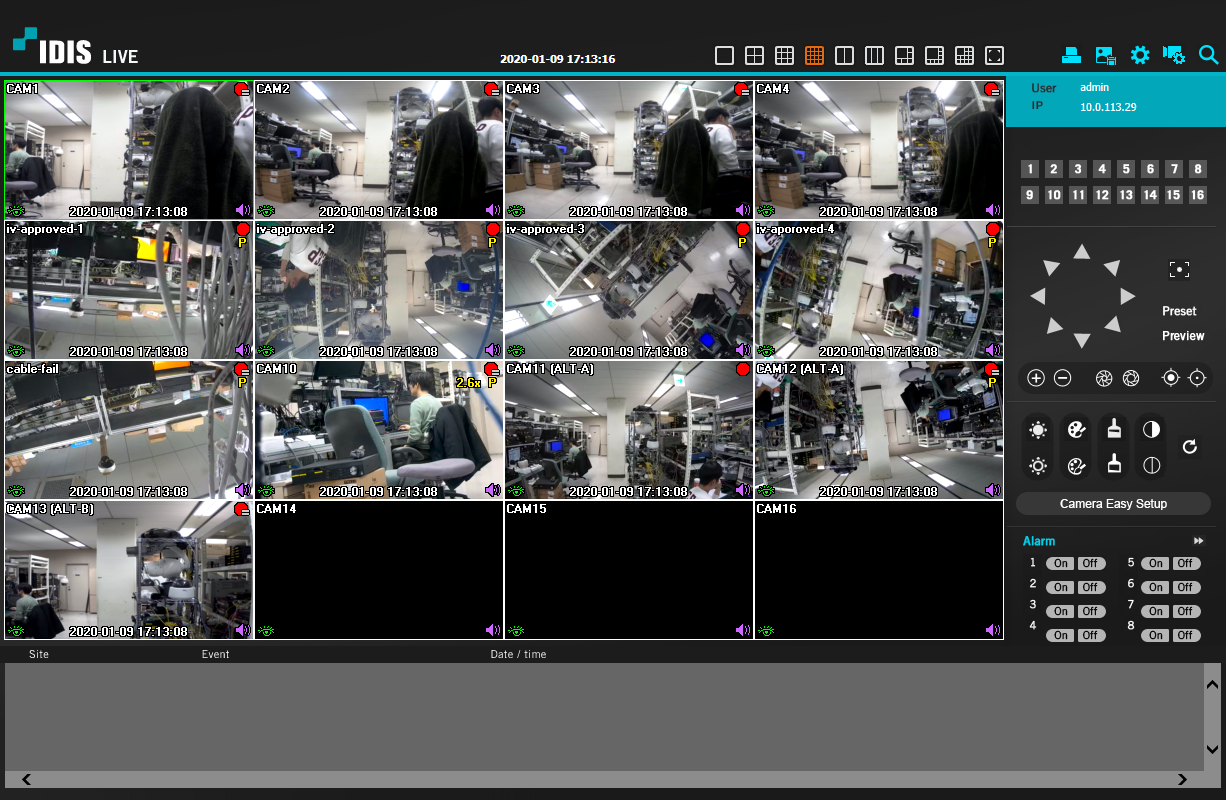 IDIS LIVE
2020-01-09 17:13:16
User admin
IP 10.0.113.29
CAM1 CAM2 CAM3 CAM4
2020-01-09 17:13:08 2020-01-09 17:13:08 2020-01-09 17:13:08 2020-01-09 17:13:08
1 2 3 4 5 6 7 8
9 10 11 12 13 14 15 16
iv-approved-1 iv-approved-2 iv-approved-3 iv-aporoved-4
P P P P
2020-01-09 17:13:08 2020-01-09 17:13:08 2020-01-09 17:13:08 2020-01-09 17:13:08
Preset
Preview
cable-fail CAM10 CAM11 (ALT-A) CAM12 (ALT-A)
P 2.6x P P
2020-01-09 17:13:08 2020-01-09 17:13:08 2020-01-09 17:13:08 2020-01-09 17:13:08
Camera Easy Setup
CAM13 (ALT-B) CAM14 CAM15 CAM16
2020-01-09 17:13:08
Alarm
1 On Off 5 On Off
2 On Off 6 On Off
3 On Off 7 On Off
4 On Off 8 On Off
Site Event Date / time